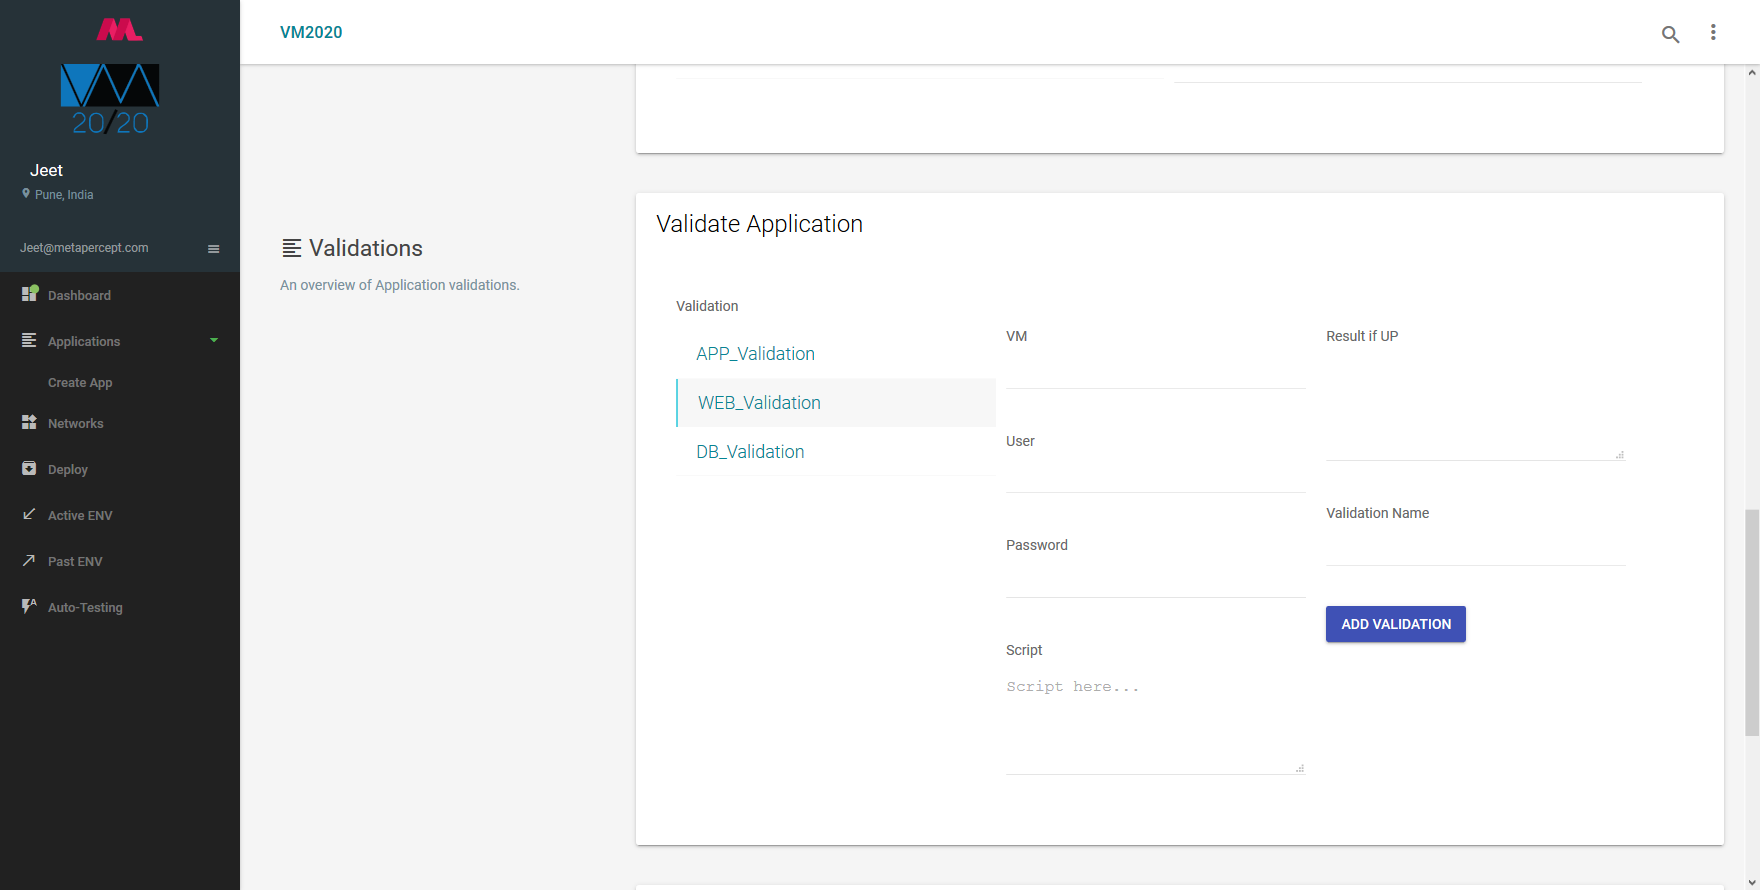 20/20
Jeet
Pune, India
Jeet@metapercept.com
Dashboard
Applications
Create App
Networks
Deploy
Active ENV
Past ENV
Auto-Testing
VM2020
Validations
An overview of Application validations.
Validate Application
Validation
APP_Validation
WEB_Validation
DB_Validation
VM
User
Password
Script
Script here...
Result if UP
Validation Name
ADD VALIDATION